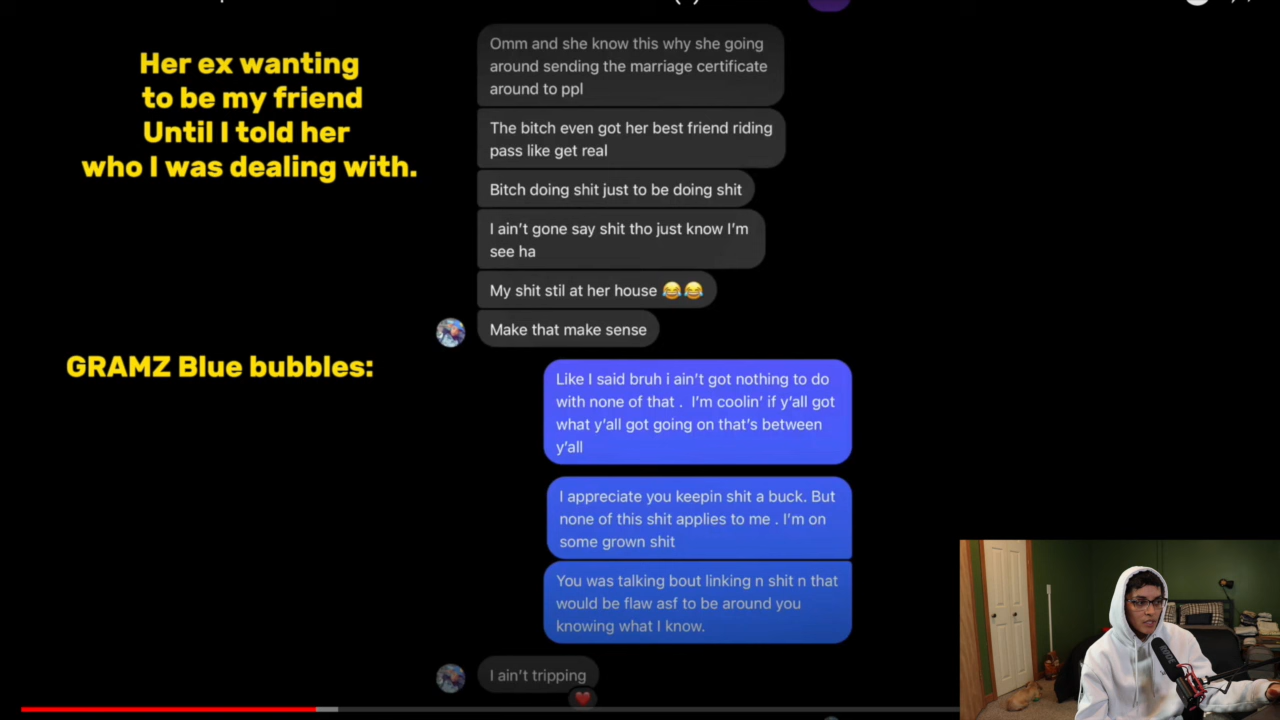 Her ex wanting
to be my friend
Until I told her
who I was dealing with.
Omm and she know this why she going
around sending the marriage certificate
around to ppl
The bitch even got her best friend riding
pass like get real
Bitch doing shit just to be doing shit
I ain't gone say shit tho just know I'm
see ha
My shit stil at her house 😂😂
Make that make sense
GRAMZ Blue bubbles:
Like I said bruh i ain't got nothing to do
with none of that . I'm coolin' if y'all got
what y'all got going on that's between
y'all
I appreciate you keepin shit a buck. But
none of this shit applies to me . I'm on
some grown shit
You was talking bout linking n shit n that
would be flaw asf to be around you
knowing what I know.
I ain't tripping